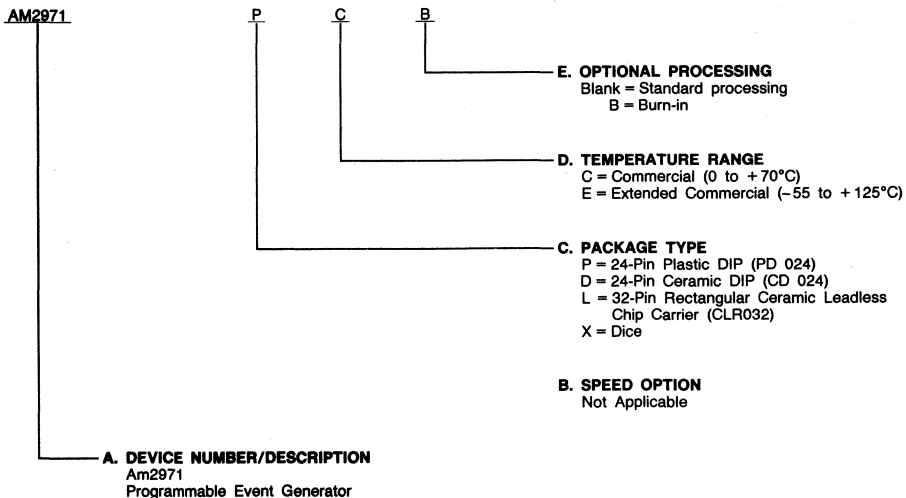 AM2971 P C B
E. OPTIONAL PROCESSING
Blank = Standard processing
B = Burn-in
D. TEMPERATURE RANGE
C = Commercial (0 to +70°C)
E = Extended Commercial (−55 to +125°C)
C. PACKAGE TYPE
P = 24-Pin Plastic DIP (PD 024)
D = 24-Pin Ceramic DIP (CD 024)
L = 32-Pin Rectangular Ceramic Leadless
Chip Carrier (CLR032)
X = Dice
B. SPEED OPTION
Not Applicable
A. DEVICE NUMBER/DESCRIPTION
Am2971
Programmable Event Generator